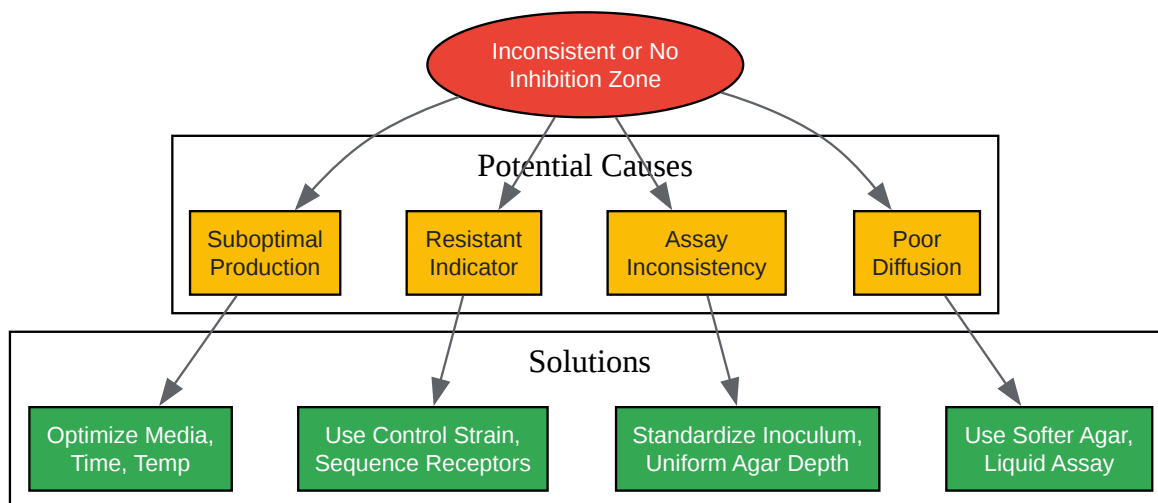 Inconsistent or No
Inhibition Zone
Potential Causes
Suboptimal
Production
Resistant
Indicator
Assay
Inconsistency
Poor
Diffusion
Solutions
Optimize Media,
Time, Temp
Use Control Strain,
Sequence Receptors
Standardize Inoculum,
Uniform Agar Depth
Use Softer Agar,
Liquid Assay